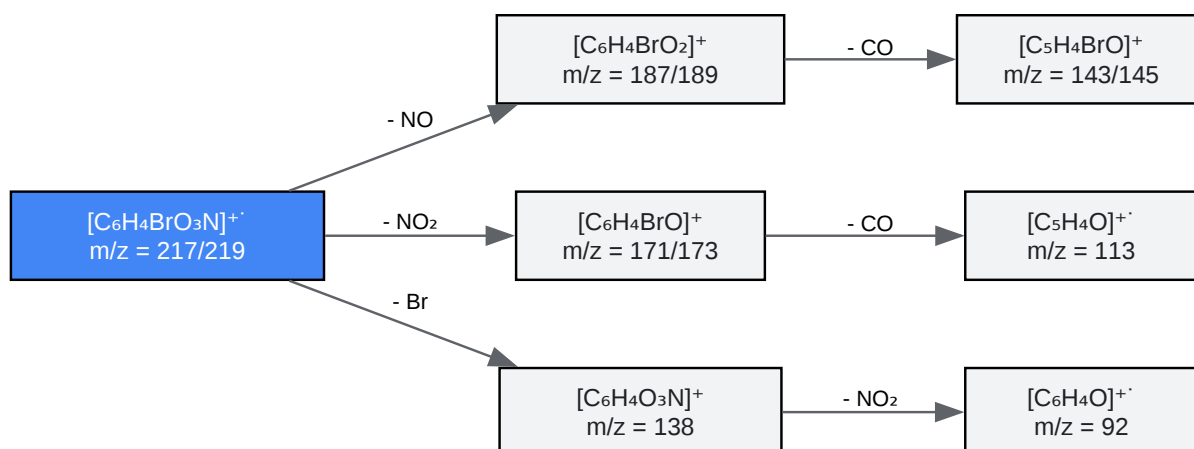 [C₆H₄BrO₂]⁺
m/z = 187/189
- CO
[C₅H₄BrO]⁺
m/z = 143/145
- NO
[C₆H₄BrO₃N]⁺˙
m/z = 217/219
- NO₂
[C₆H₄BrO]⁺
m/z = 171/173
- CO
[C₅H₄O]⁺˙
m/z = 113
- Br
[C₆H₄O₃N]⁺
m/z = 138
- NO₂
[C₆H₄O]⁺˙
m/z = 92